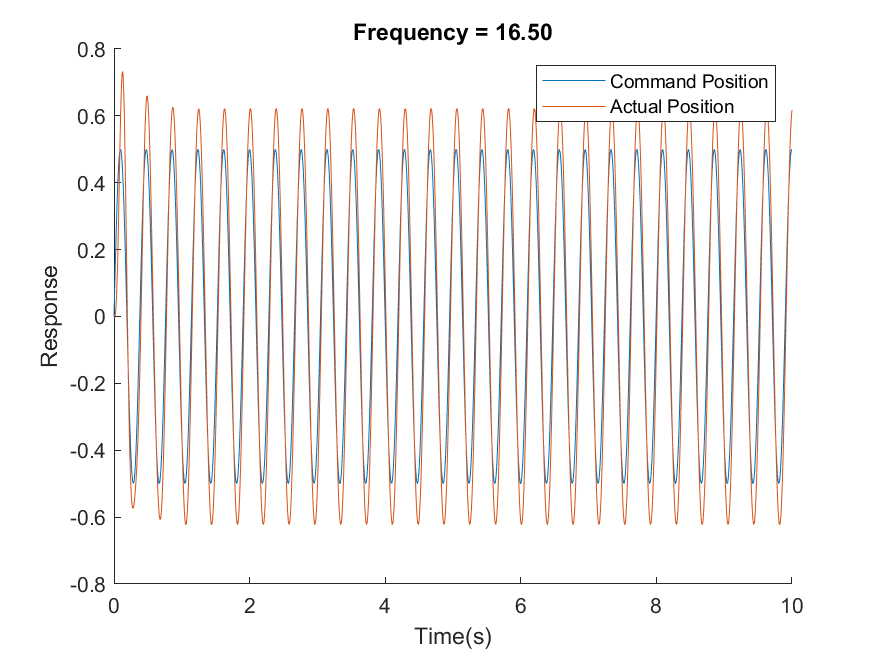 Frequency = 16.50
0.8
0.6
0.4
0.2
0
-0.2
-0.4
-0.6
-0.8
Response
Command Position
Actual Position
0 2 4 6 8 10
Time(s)